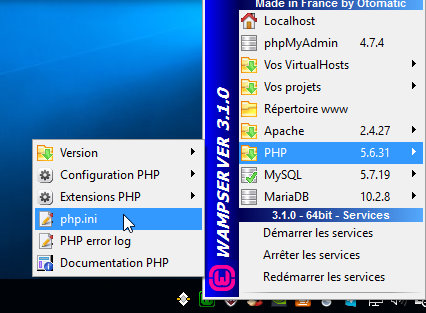 Made in France by Otomatic
Localhost
phpMyAdmin 4.7.4
Vos VirtualHosts
Vos projets
Répertoire www
Apache 2.4.27
PHP 5.6.31
MySQL 5.7.19
MariaDB 10.2.8
3.1.0 - 64bit - Services
Démarrer les services
Arrêter les services
Redémarrer les services
WAMPSERVER 3.1.0
Version
Configuration PHP
Extensions PHP
php.ini
PHP error log
Documentation PHP